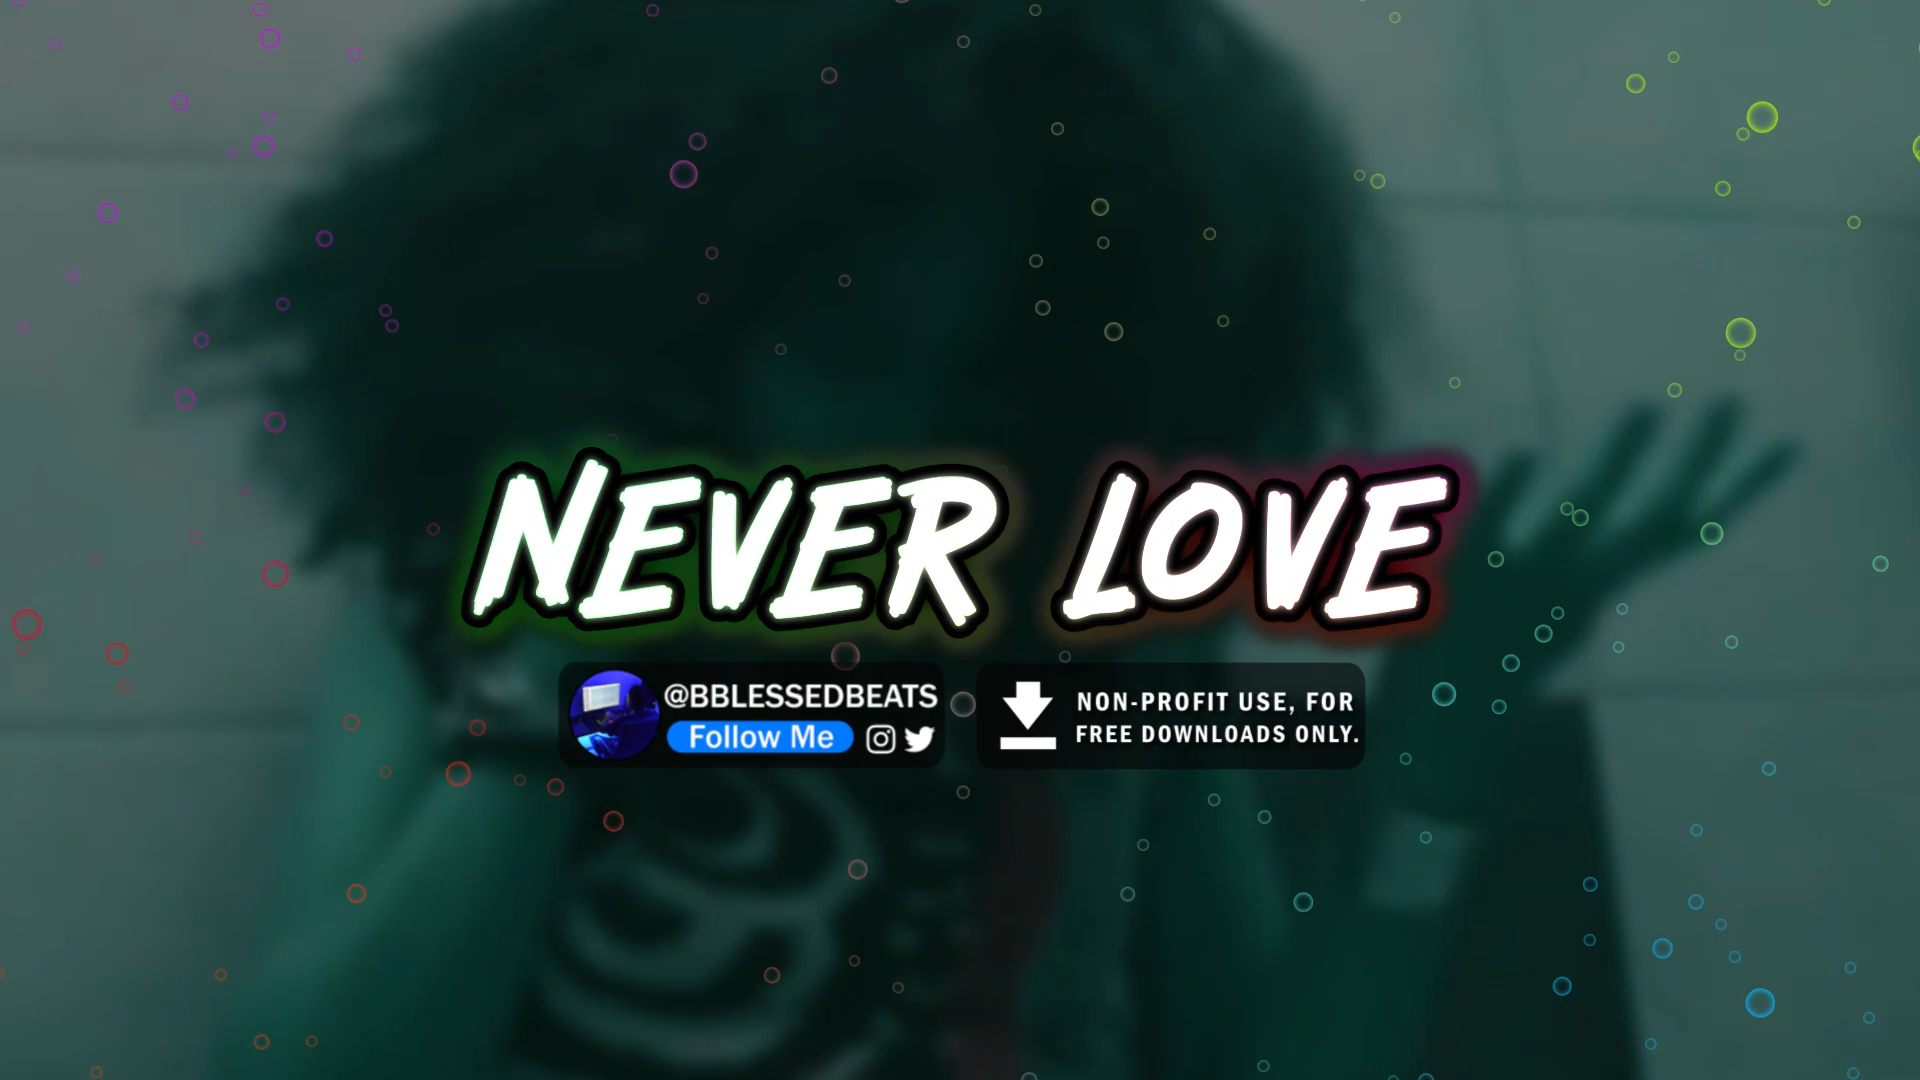 NEVER LOVE
@BBLESSEDBEATS
Follow Me
NON-PROFIT USE, FOR
FREE DOWNLOADS ONLY.